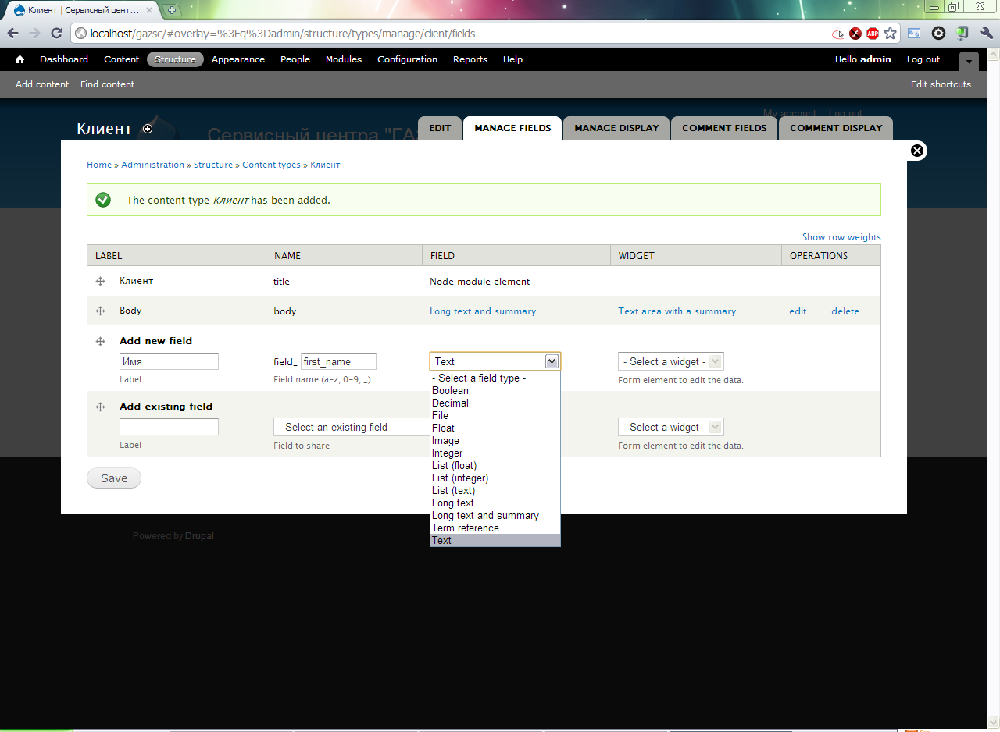 Клиент | Сервисный цент...
localhost/gazsc/#overlay=%3Fq%3Dadmin/structure/types/manage/client/fields
ABP
Dashboard Content Structure Appearance People Modules Configuration Reports Help Hello admin Log out
Add content Find content Edit shortcuts
My account Log out
Клиент Сервисный центра "ГАЗ EDIT MANAGE FIELDS MANAGE DISPLAY COMMENT FIELDS COMMENT DISPLAY
Home » Administration » Structure » Content types » Клиент
The content type Клиент has been added.
Show row weights
LABEL NAME FIELD WIDGET OPERATIONS
Клиент title Node module element
Body body Long text and summary Text area with a summary edit delete
Add new field
Имя field_ first_name Text - Select a widget -
Label Field name (a-z, 0-9, _) Form element to edit the data.
- Select a field type -
Boolean
Decimal
File
Float
Image
Integer
List (float)
List (integer)
List (text)
Long text
Long text and summary
Term reference
Text
Add existing field
- Select an existing field - - Select a widget -
Label Field to share Form element to edit the data.
Save
Powered by Drupal